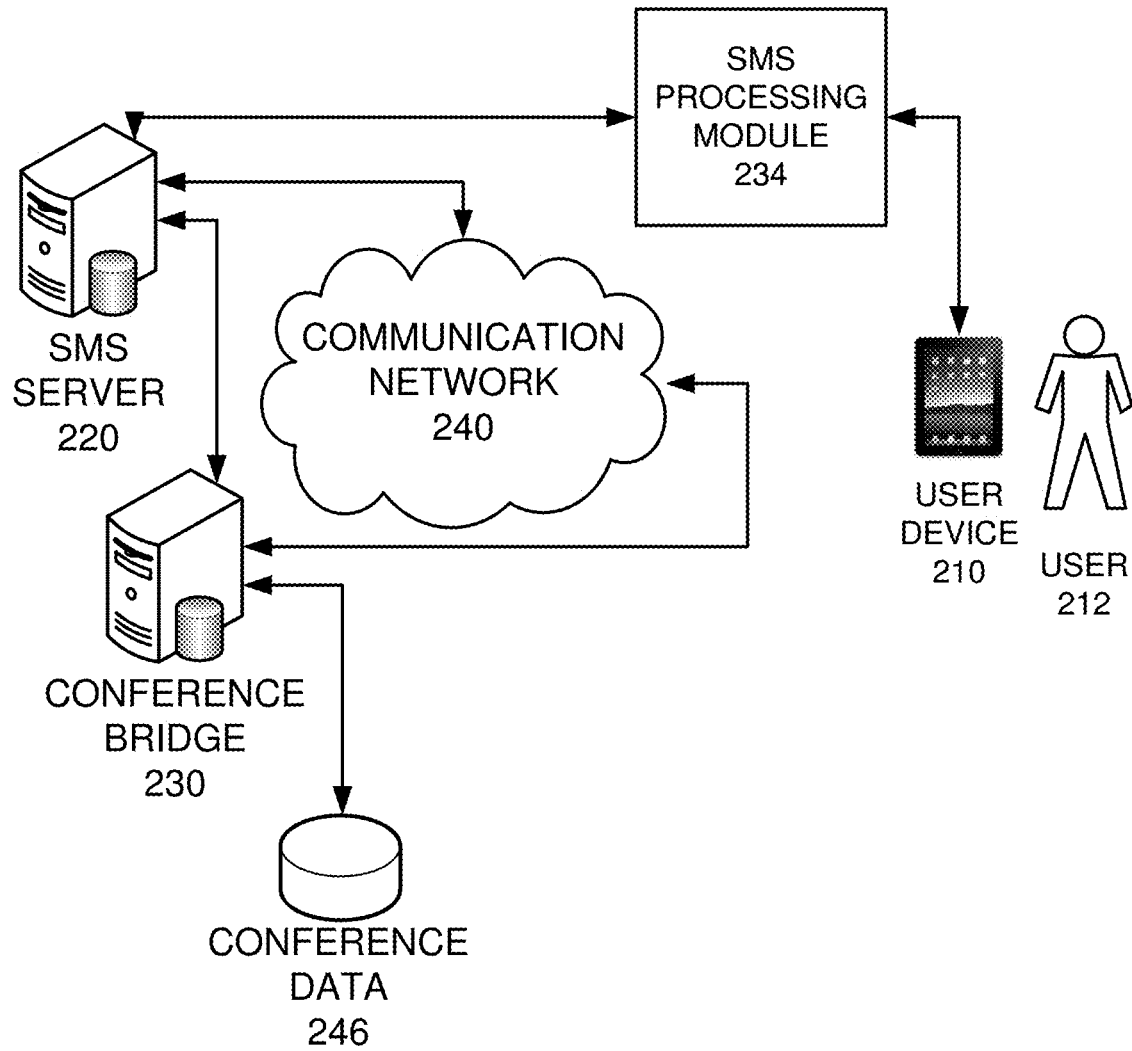 SMS
PROCESSING
MODULE
234
SMS
SERVER
220
COMMUNICATION
NETWORK
240
USER
DEVICE
210
USER
212
CONFERENCE
BRIDGE
230
CONFERENCE
DATA
246